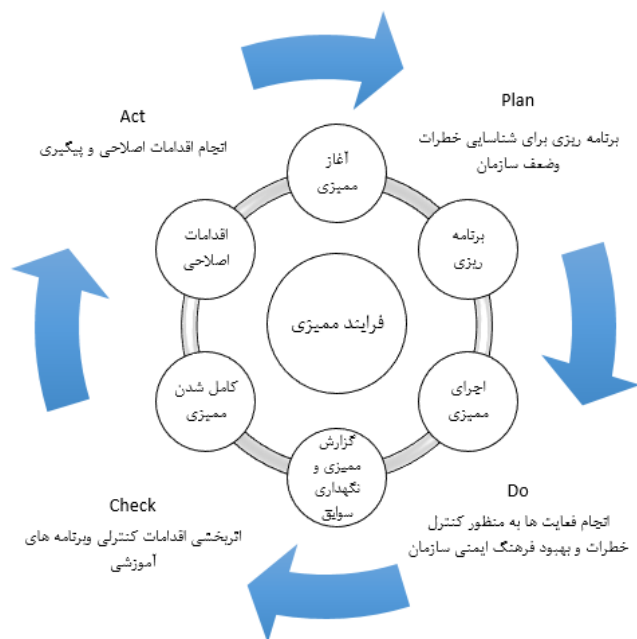 Act
انجام اقدامات اصلاحی و پیگیری
Plan
برنامه ریزی برای شناسایی خطرات
وضعف سازمان
آغاز
ممیزی
برنامه
ریزی
اجرای
ممیزی
گزارش
ممیزی و
نگهداری
سوابق
کامل شدن
ممیزی
اقدامات
اصلاحی
فرایند ممیزی
Do
انجام فعایت ها به منظور کنترل
خطرات و بهبود فرهنگ ایمنی سازمان
Check
اثربخشی اقدامات کنترلی وبرنامه های
آموزشی